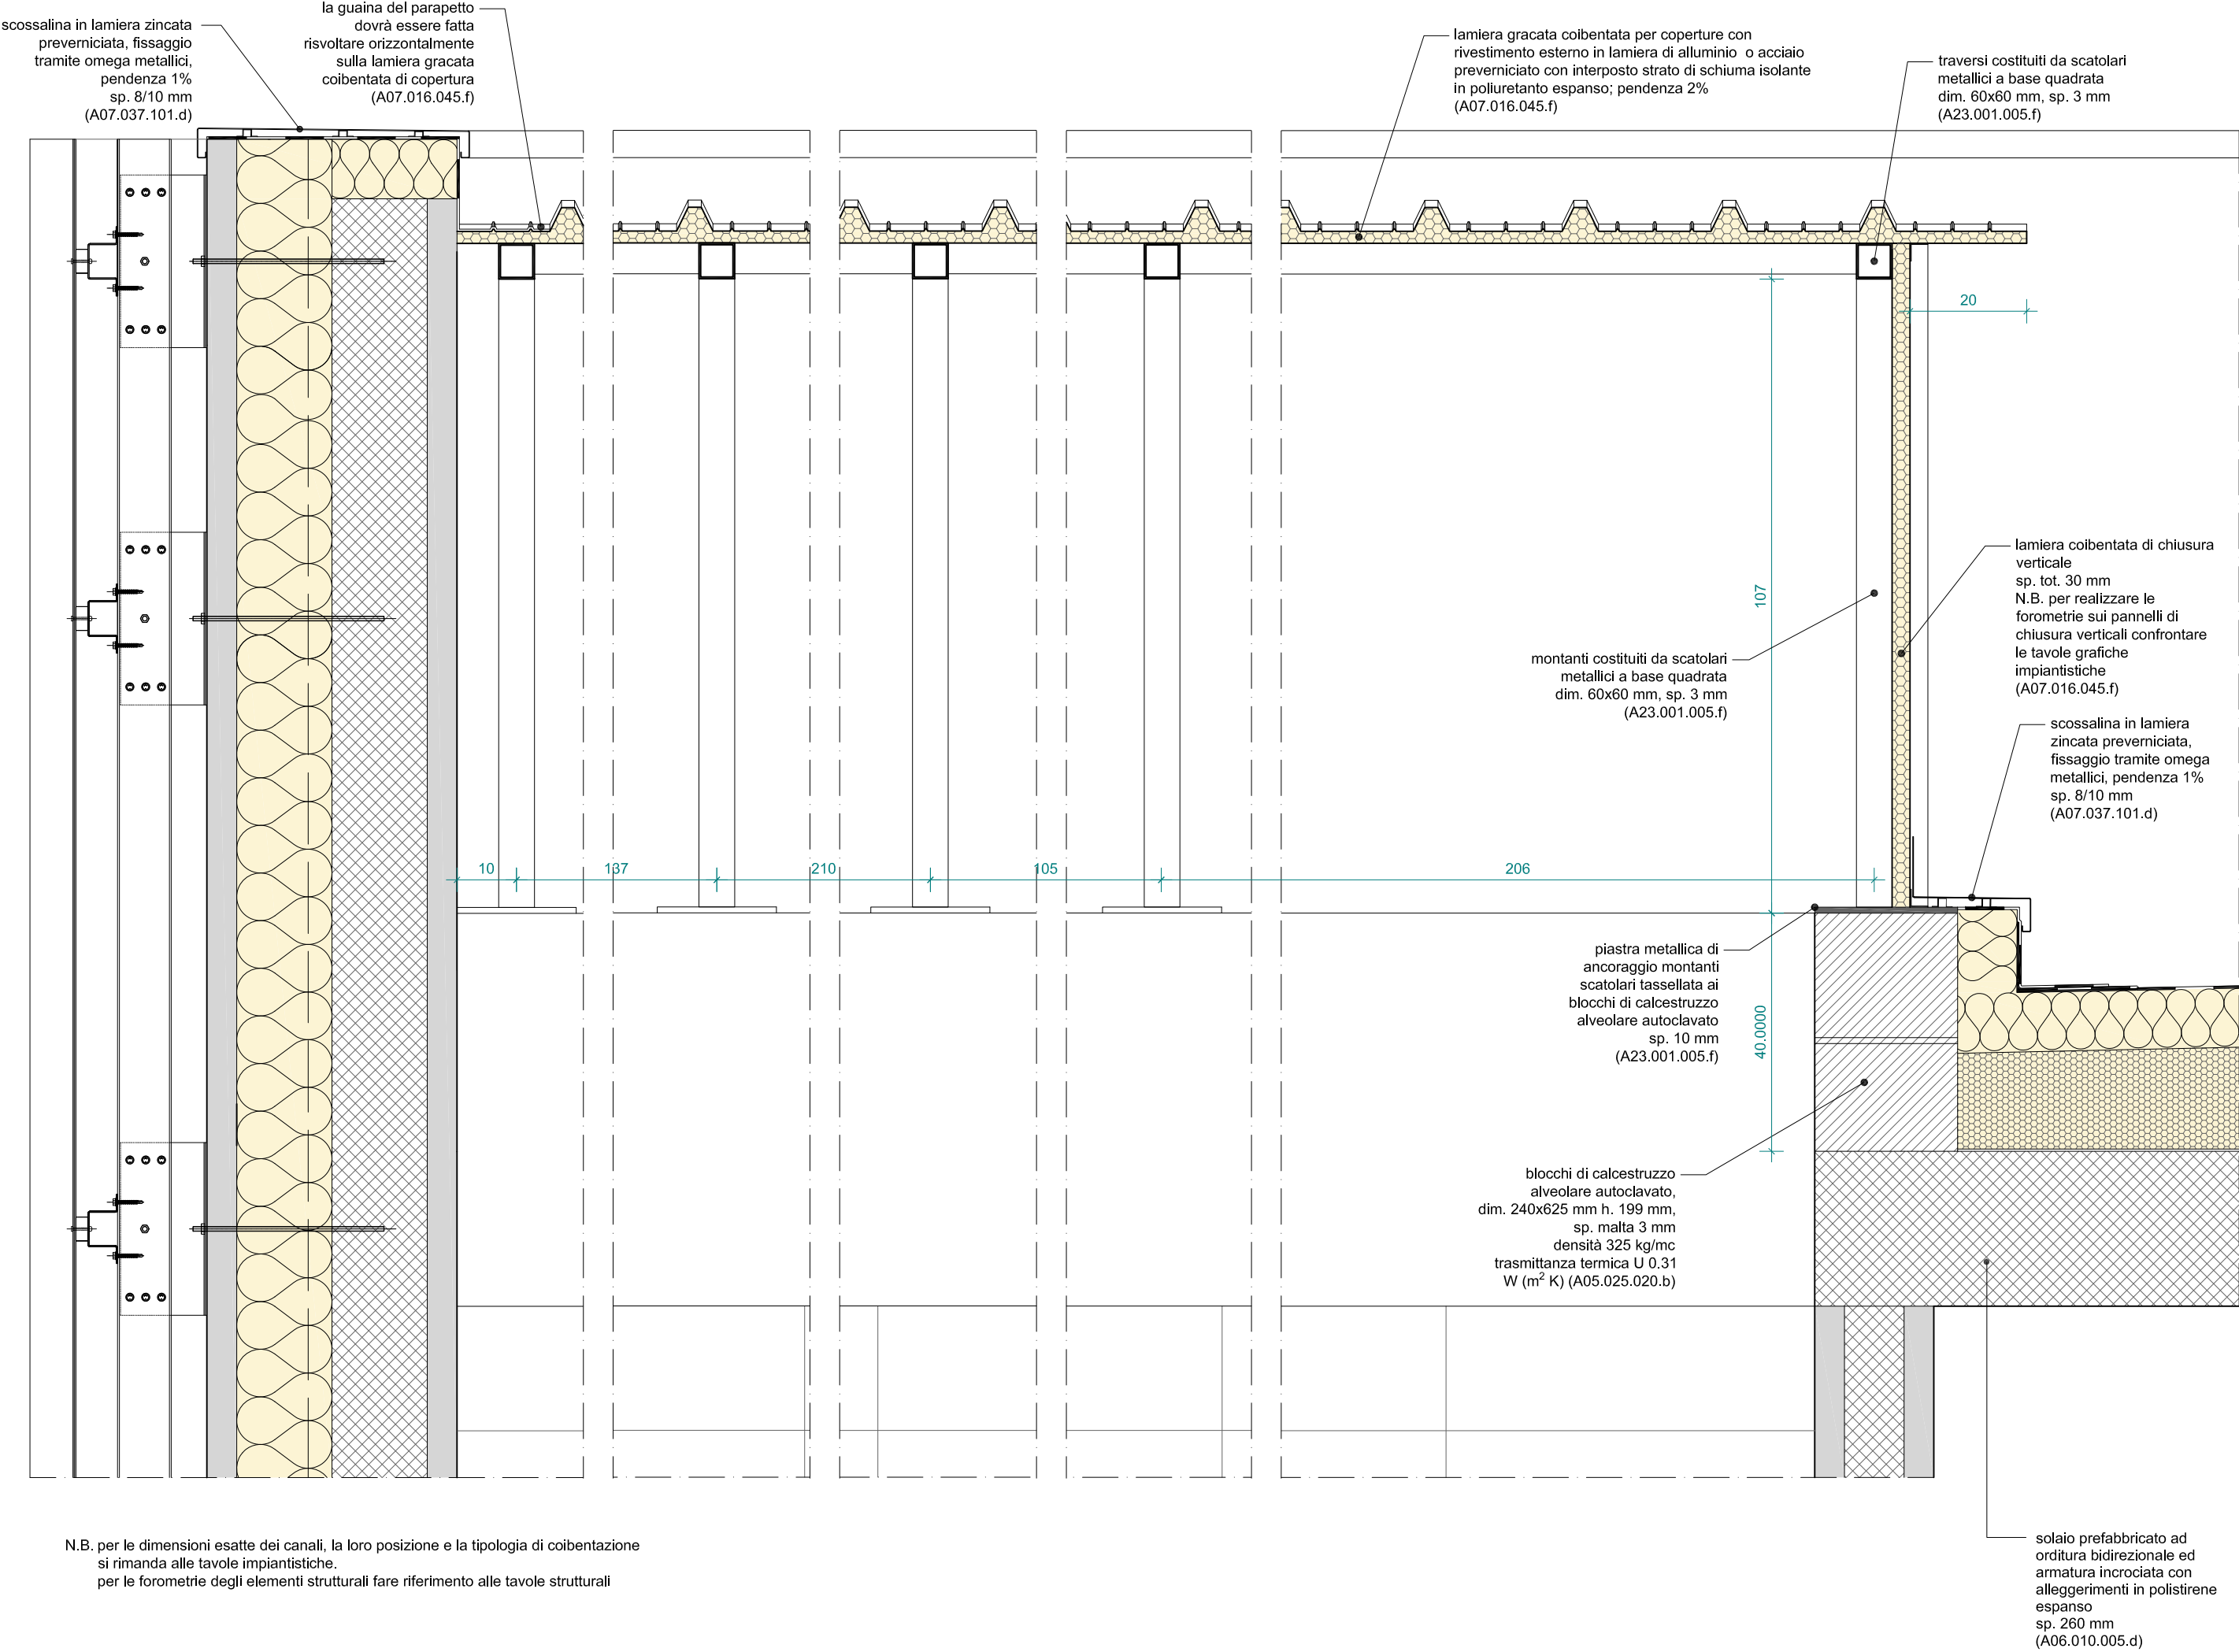 scossalina in lamiera zincata
preverniciata, fissaggio
tramite omega metallici,
pendenza 1%
sp. 8/10 mm
(A07.037.101.d)
la guaina del parapetto
dovrà essere fatta
risvoltare orizzontalmente
sulla lamiera gracata
coibentata di copertura
(A07.016.045.f)
lamiera gracata coibentata per coperture con
rivestimento esterno in lamiera di alluminio o acciaio
preverniciato con interposto strato di schiuma isolante
in poliuretanto espanso; pendenza 2%
(A07.016.045.f)
traversi costituiti da scatolari
metallici a base quadrata
dim. 60x60 mm, sp. 3 mm
(A23.001.005.f)
20
107
lamiera coibentata di chiusura
verticale
sp. tot. 30 mm
N.B. per realizzare le
forometrie sui pannelli di
chiusura verticali confrontare
le tavole grafiche
impiantistiche
(A07.016.045.f)
montanti costituiti da scatolari
metallici a base quadrata
dim. 60x60 mm, sp. 3 mm
(A23.001.005.f)
scossalina in lamiera
zincata preverniciata,
fissaggio tramite omega
metallici, pendenza 1%
sp. 8/10 mm
(A07.037.101.d)
10
137
210
105
206
piastra metallica di
ancoraggio montanti
scatolari tassellata ai
blocchi di calcestruzzo
alveolare autoclavato
sp. 10 mm
(A23.001.005.f)
40.0000
blocchi di calcestruzzo
alveolare autoclavato,
dim. 240x625 mm h. 199 mm,
sp. malta 3 mm
densità 325 kg/mc
trasmittanza termica U 0.31
W (m² K) (A05.025.020.b)
N.B. per le dimensioni esatte dei canali, la loro posizione e la tipologia di coibentazione
si rimanda alle tavole impiantistiche.
per le forometrie degli elementi strutturali fare riferimento alle tavole strutturali
solaio prefabbricato ad
orditura bidirezionale ed
armatura incrociata con
alleggerimenti in polistirene
espanso
sp. 260 mm
(A06.010.005.d)